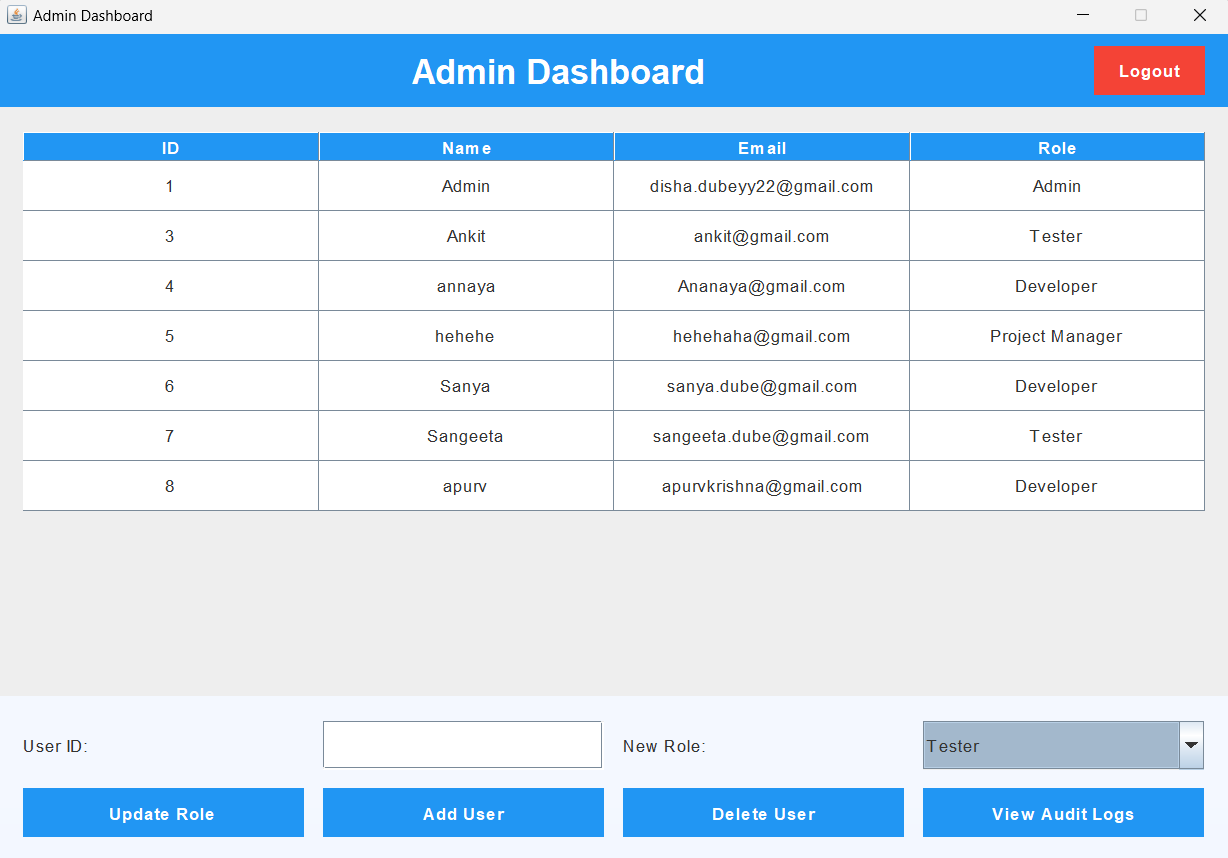 Admin Dashboard
Admin Dashboard
Logout
ID Name Email Role
1 Admin disha.dubeyy22@gmail.com Admin
3 Ankit ankit@gmail.com Tester
4 annaya Ananaya@gmail.com Developer
5 hehehe hehehaha@gmail.com Project Manager
6 Sanya sanya.dube@gmail.com Developer
7 Sangeeta sangeeta.dube@gmail.com Tester
8 apurv apurvkrishna@gmail.com Developer
User ID: New Role: Tester
Update Role Add User Delete User View Audit Logs